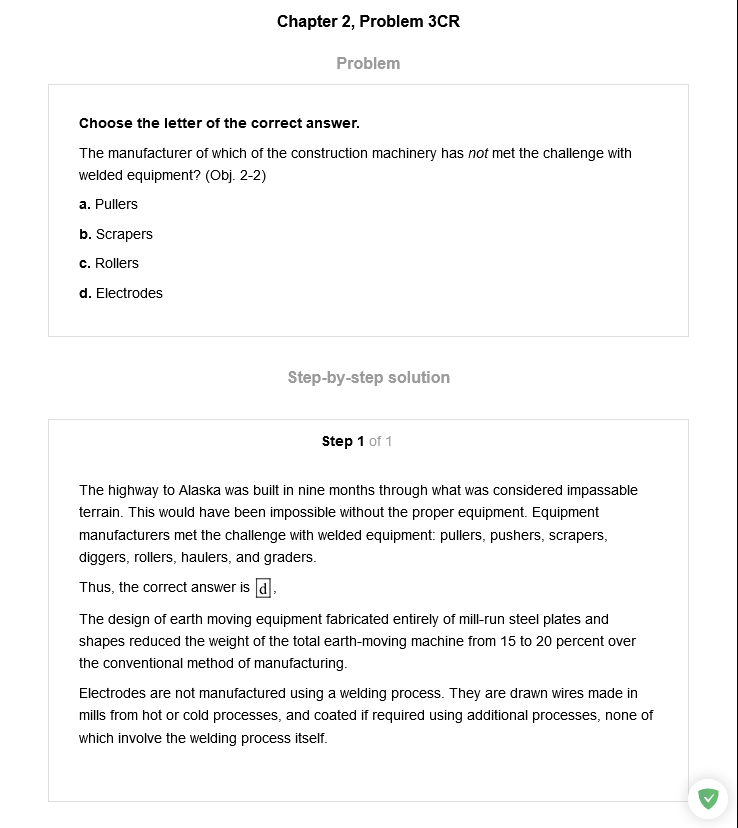 Chapter 2, Problem 3CR
Problem
Choose the letter of the correct answer.
The manufacturer of which of the construction machinery has not met the challenge with
welded equipment? (Obj. 2-2)
a. Pullers
b. Scrapers
c. Rollers
d. Electrodes
Step-by-step solution
Step 1 of 1
The highway to Alaska was built in nine months through what was considered impassable
terrain. This would have been impossible without the proper equipment. Equipment
manufacturers met the challenge with welded equipment: pullers, pushers, scrapers,
diggers, rollers, haulers, and graders.
Thus, the correct answer is d,
The design of earth moving equipment fabricated entirely of mill-run steel plates and
shapes reduced the weight of the total earth-moving machine from 15 to 20 percent over
the conventional method of manufacturing.
Electrodes are not manufactured using a welding process. They are drawn wires made in
mills from hot or cold processes, and coated if required using additional processes, none of
which involve the welding process itself.